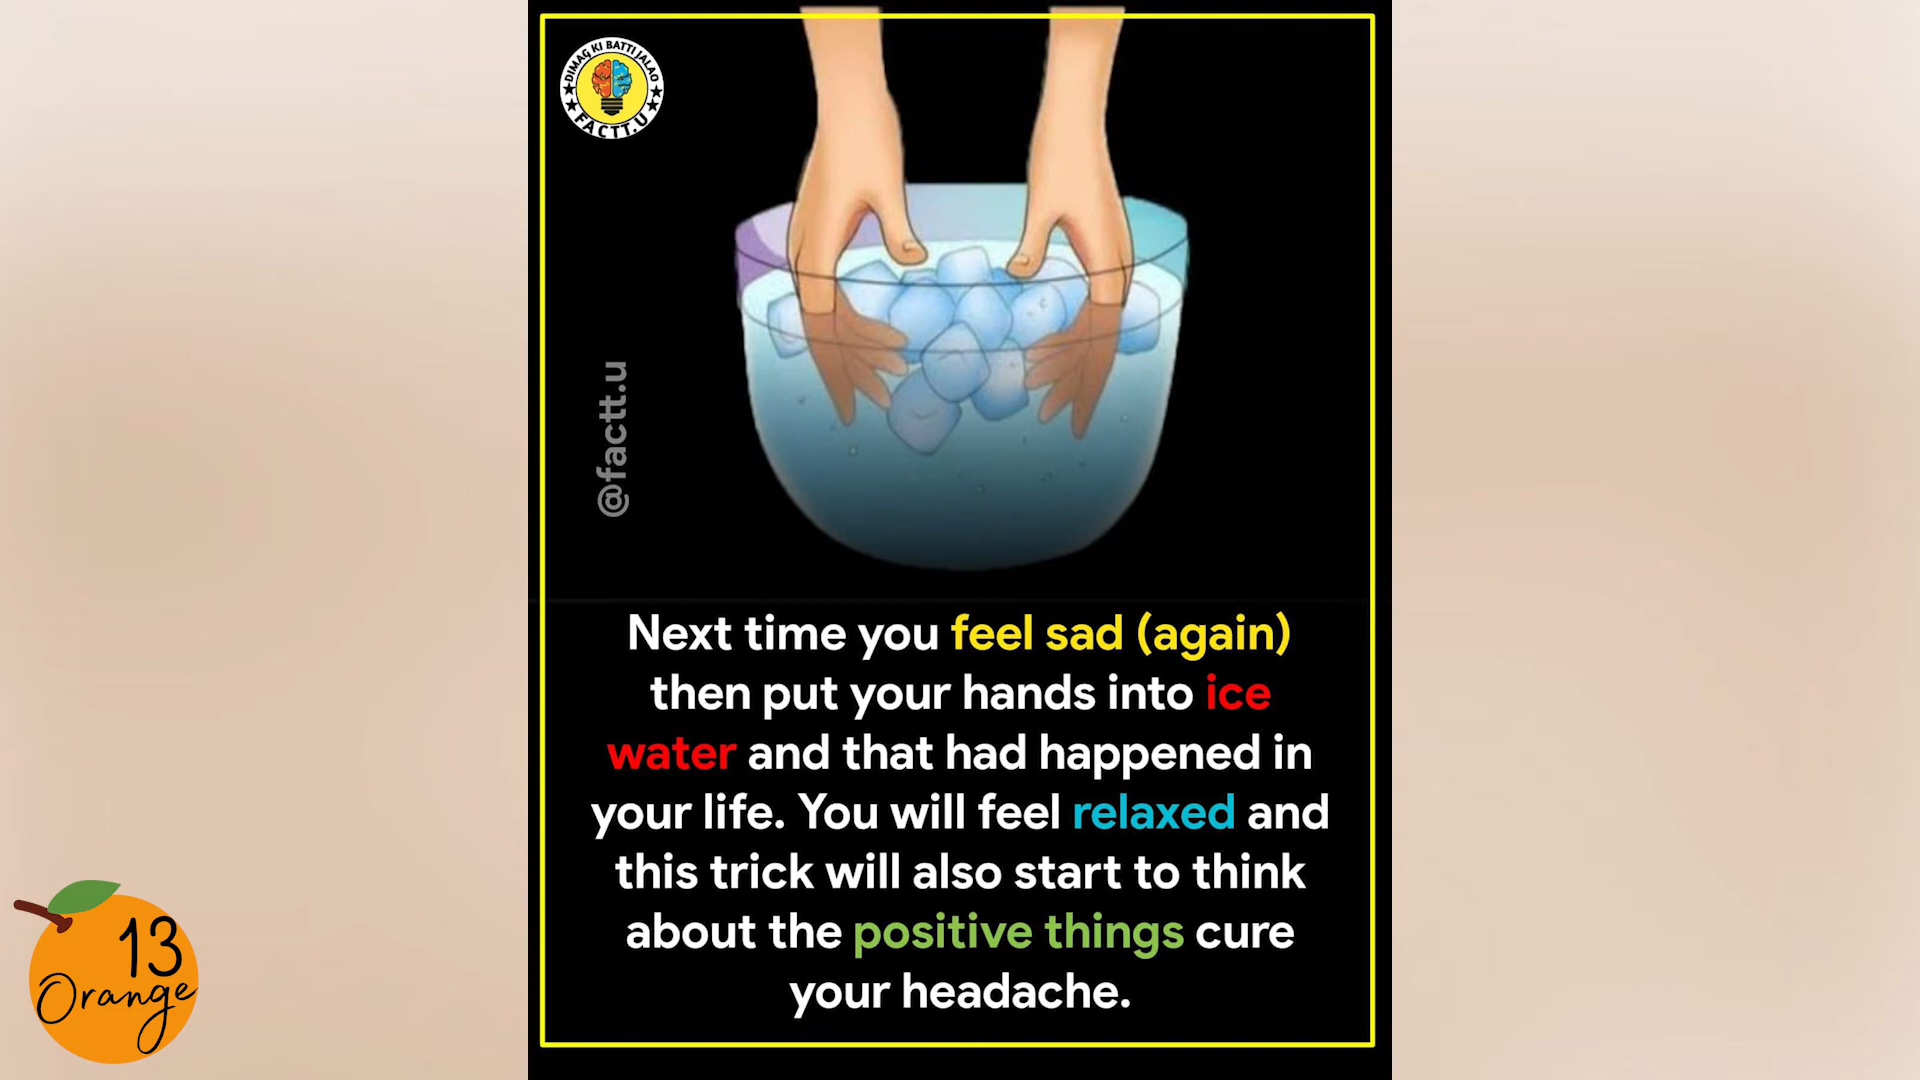 DIMAG KI BATTI JALAO
FACTT.U
@factt.u
Next time you feel sad (again)
then put your hands into ice
water and that had happened in
your life. You will feel relaxed and
this trick will also start to think
about the positive things cure
your headache.
13
Orange